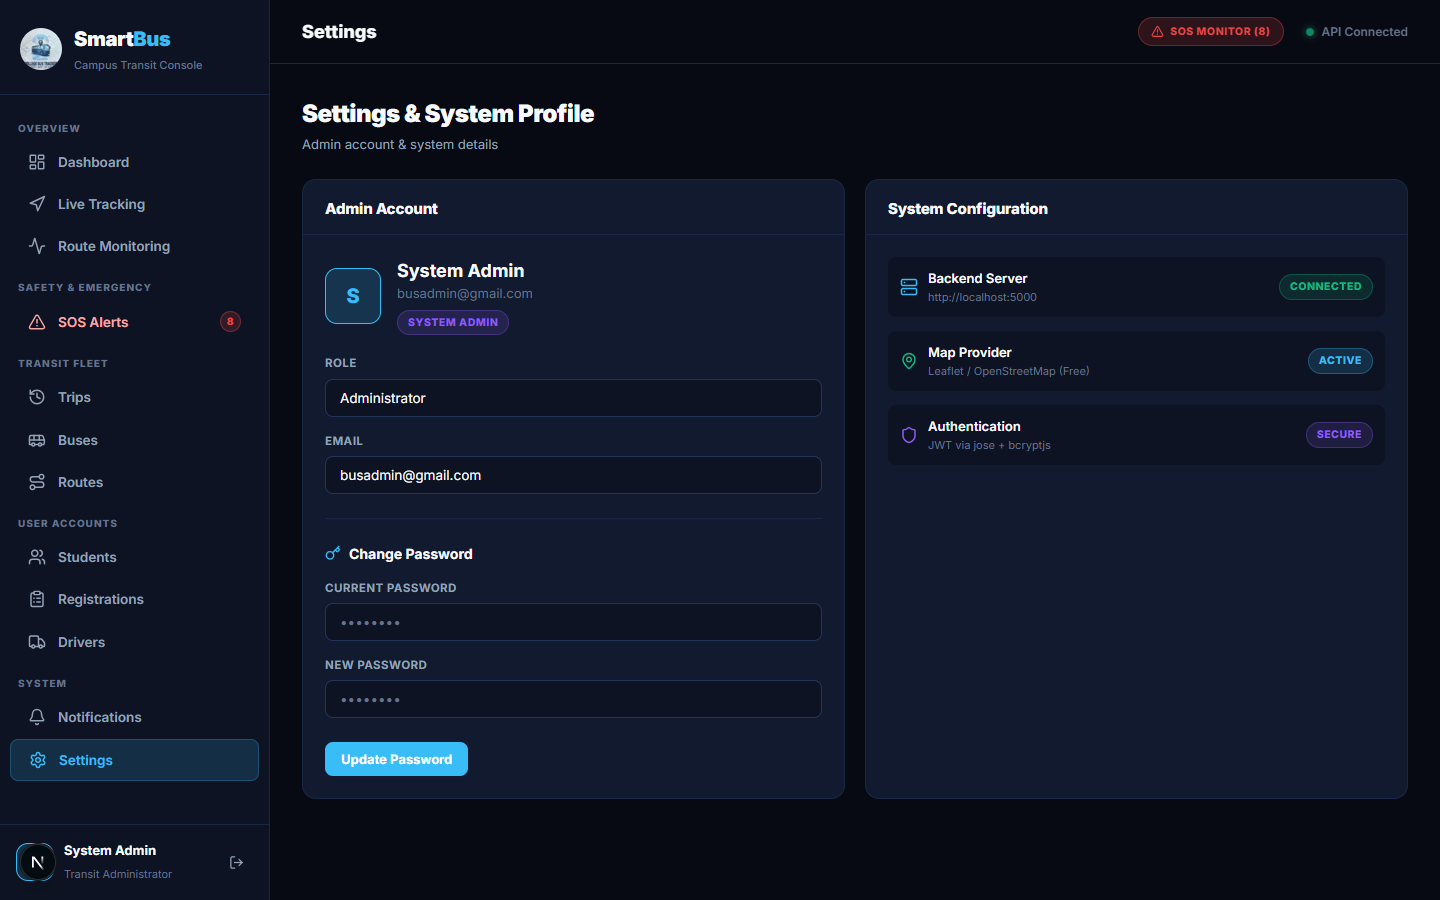 SmartBus
Campus Transit Console
OVERVIEW
Dashboard
Live Tracking
Route Monitoring
SAFETY & EMERGENCY
SOS Alerts
8
TRANSIT FLEET
Trips
Buses
Routes
USER ACCOUNTS
Students
Registrations
Drivers
SYSTEM
Notifications
Settings
N
System Admin
Transit Administrator
Settings
SOS MONITOR (8)
API Connected
Settings & System Profile
Admin account & system details
Admin Account
S
System Admin
busadmin@gmail.com
SYSTEM ADMIN
ROLE
Administrator
EMAIL
busadmin@gmail.com
Change Password
CURRENT PASSWORD
••••••••
NEW PASSWORD
••••••••
Update Password
System Configuration
Backend Server
http://localhost:5000
CONNECTED
Map Provider
Leaflet / OpenStreetMap (Free)
ACTIVE
Authentication
JWT via jose + bcryptjs
SECURE